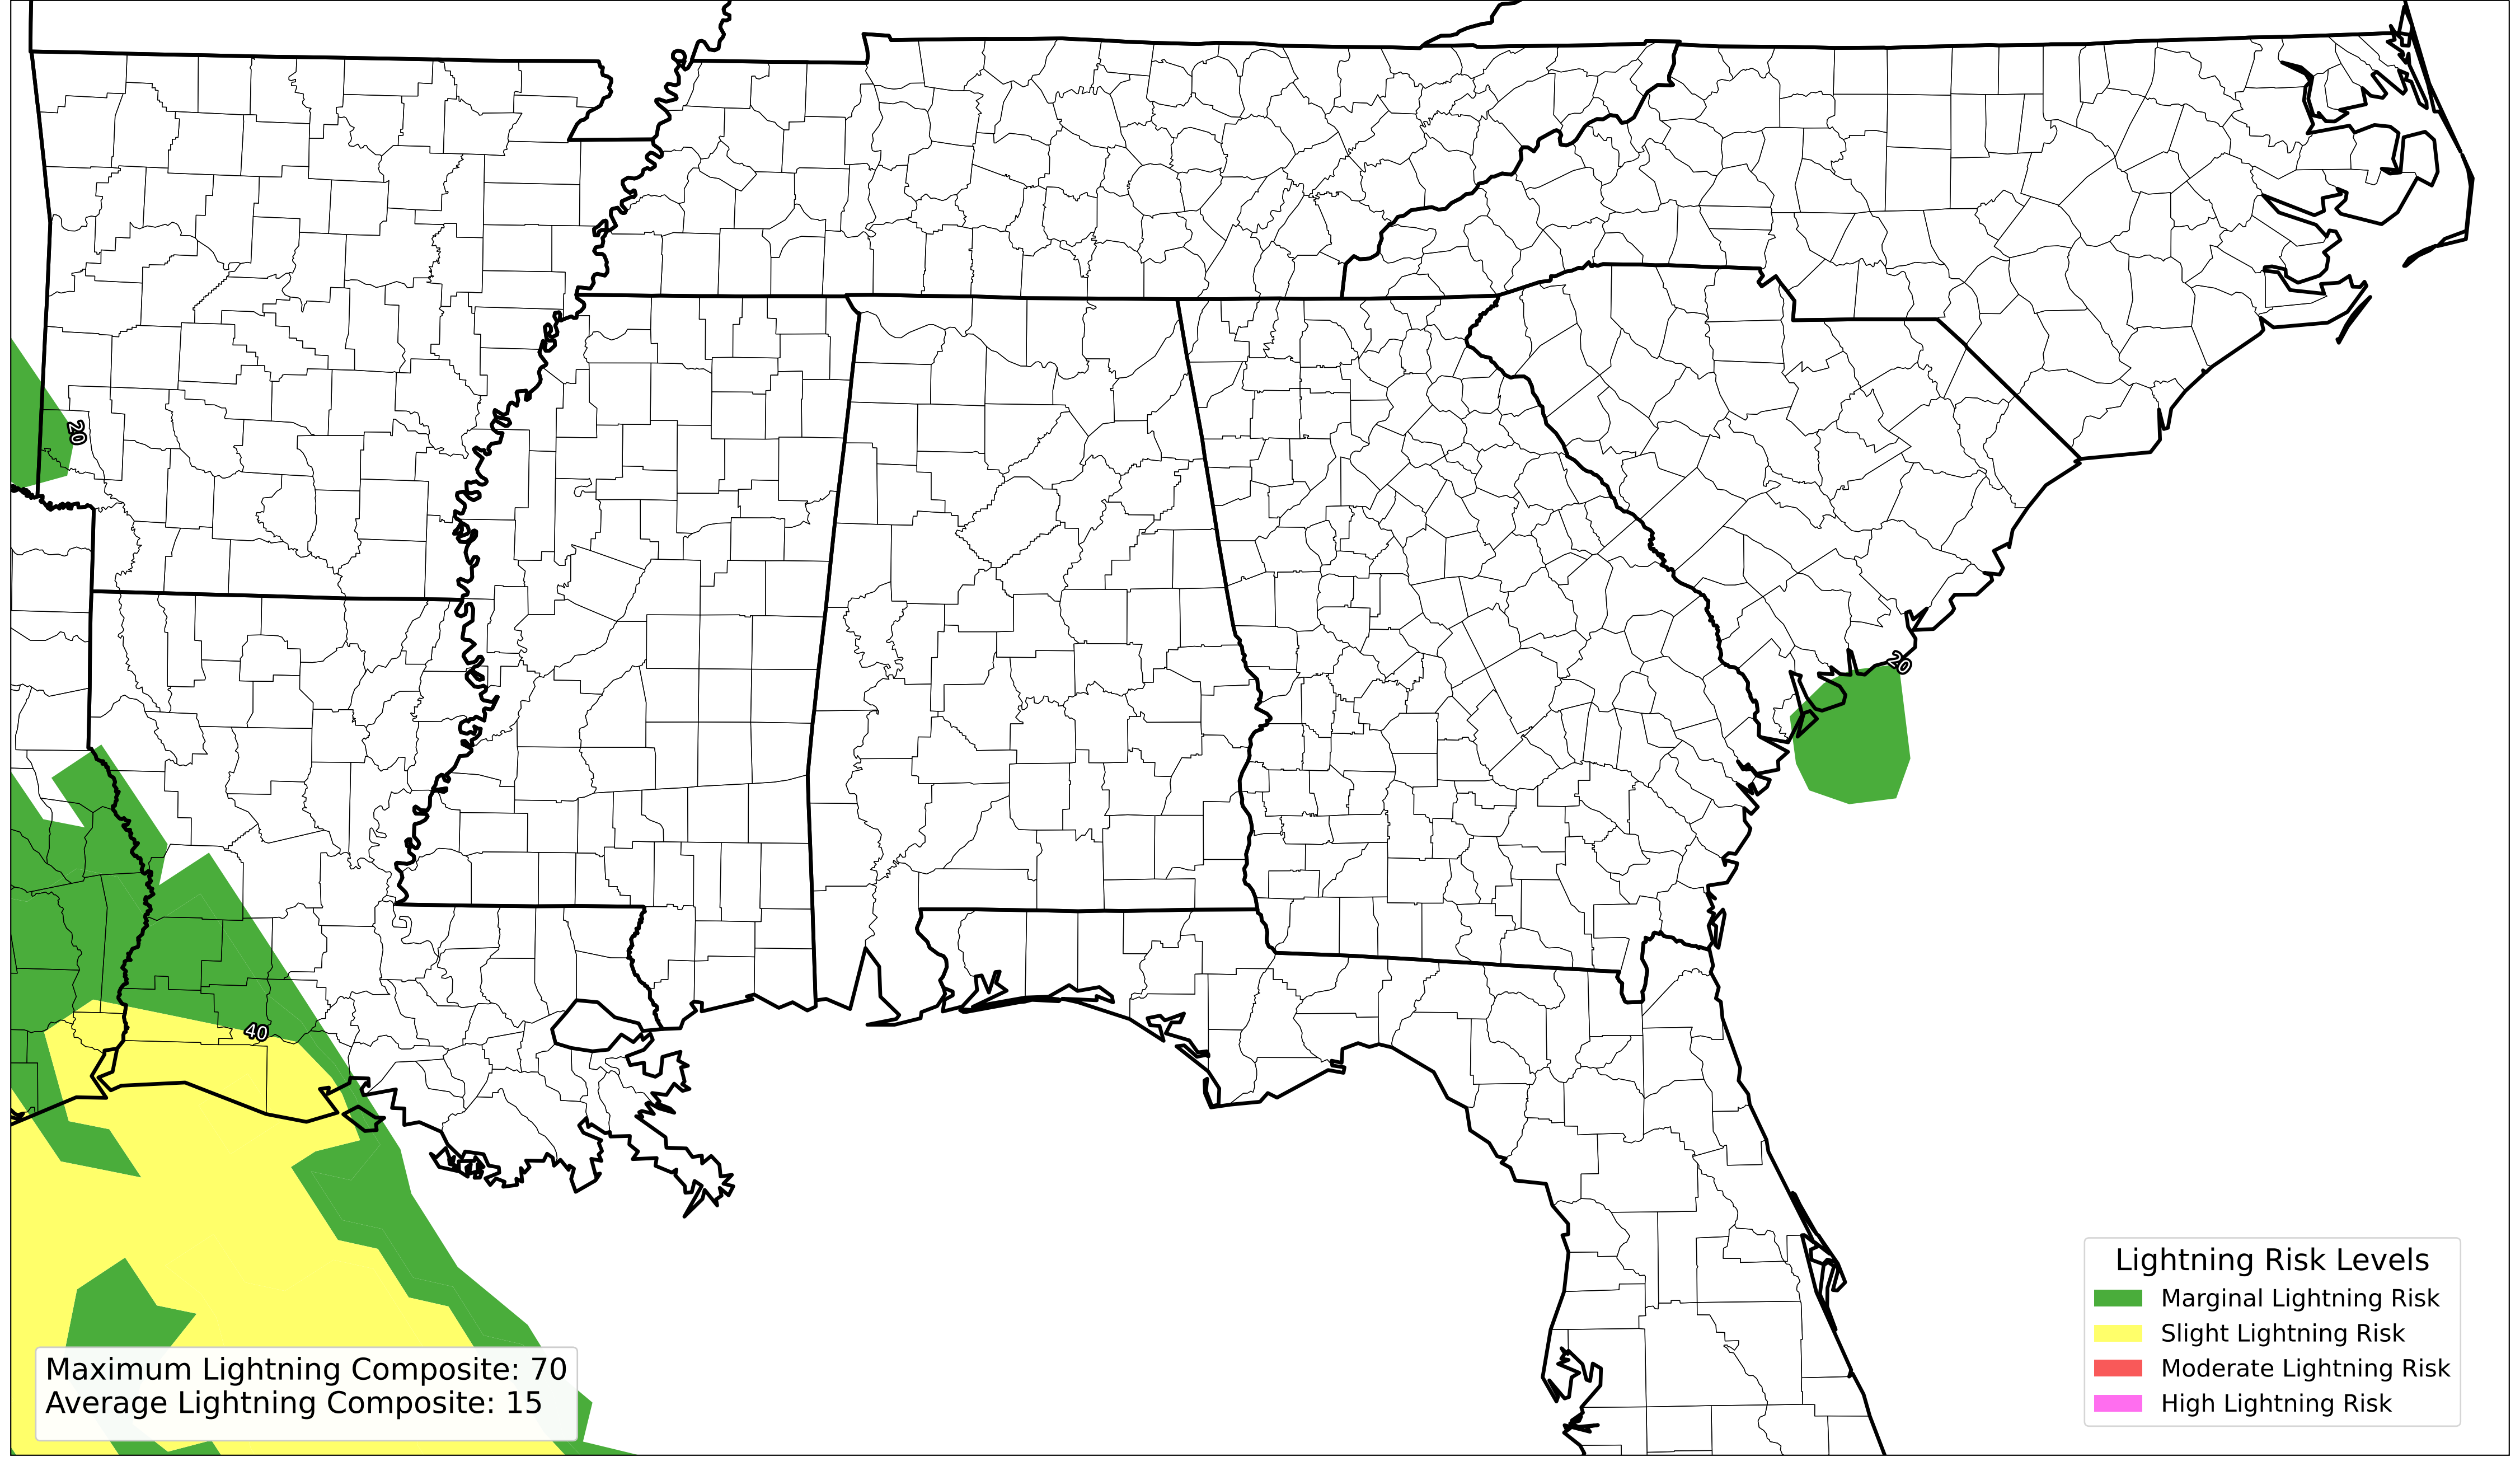 20
20
40
Maximum Lightning Composite: 70
Average Lightning Composite: 15
Lightning Risk Levels
Marginal Lightning Risk
Slight Lightning Risk
Moderate Lightning Risk
High Lightning Risk